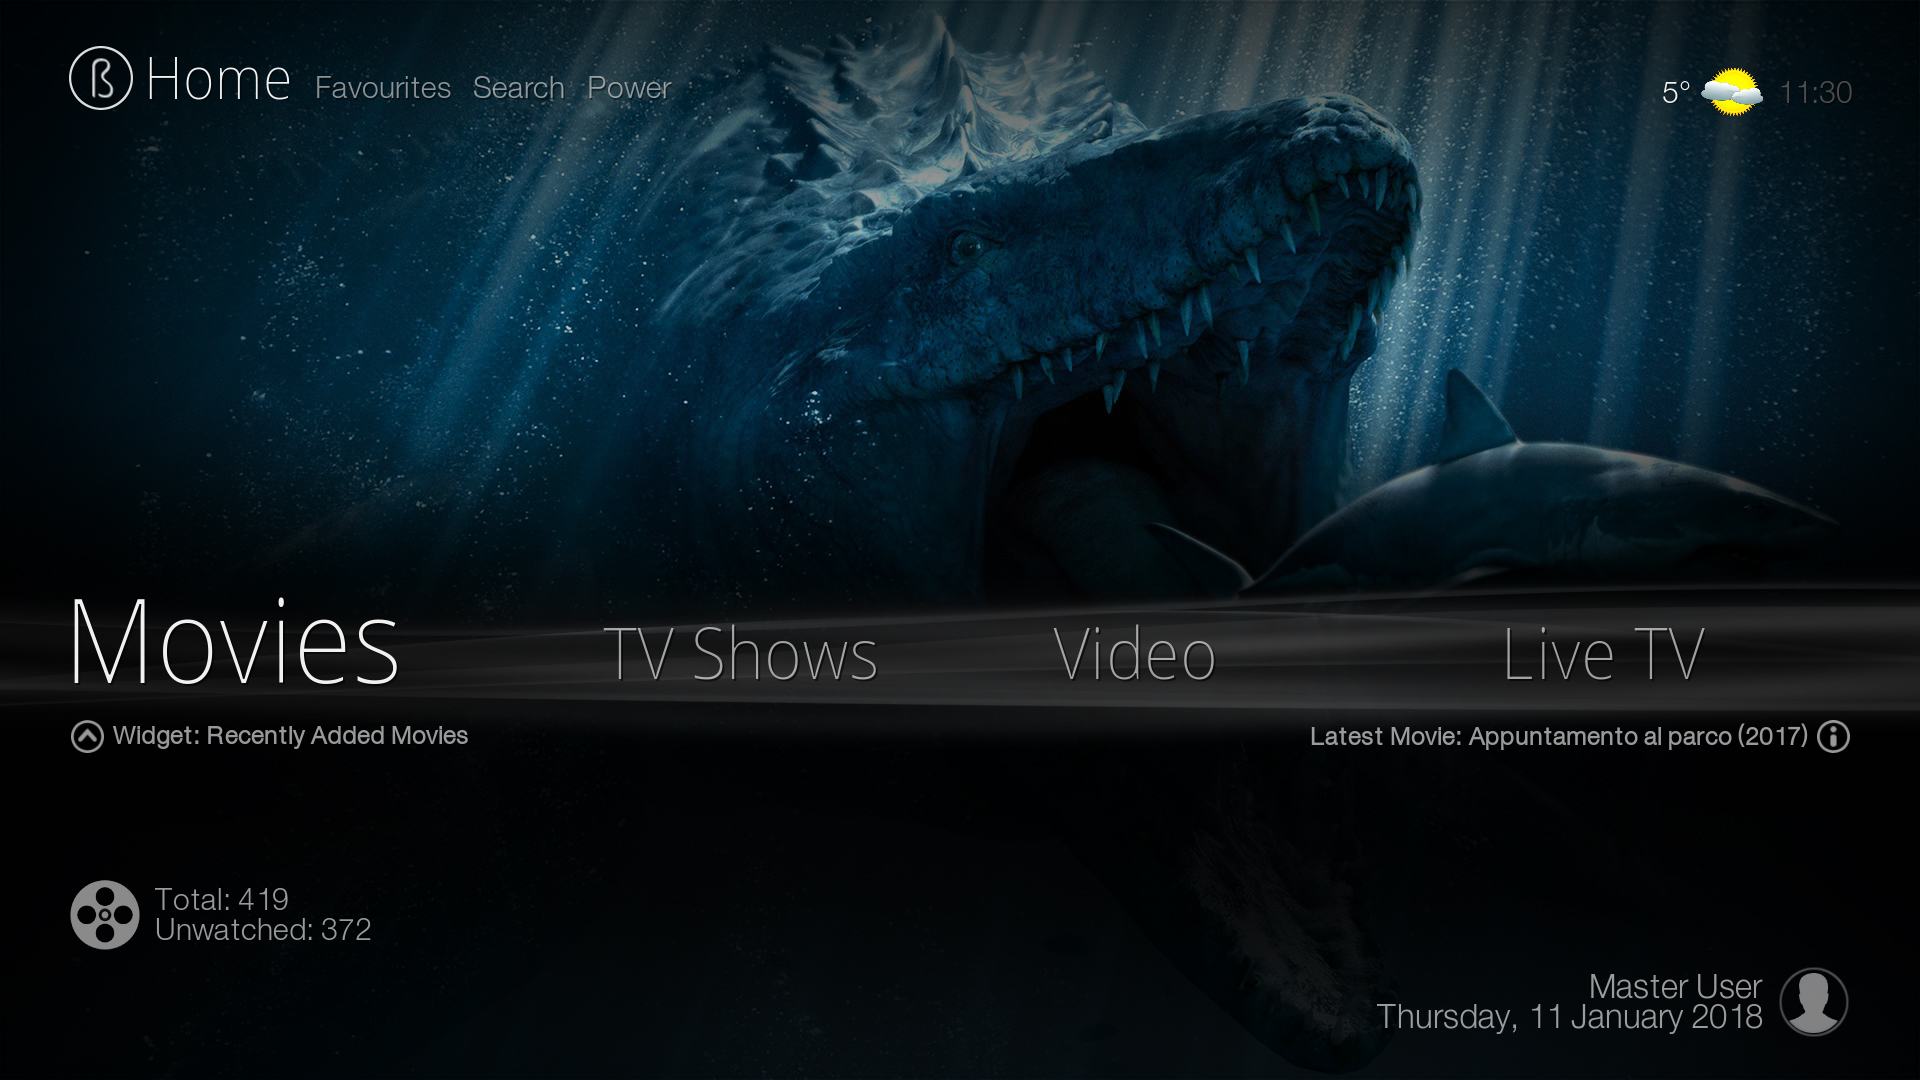 ß Home Favourites Search Power
5° 11:30
Movies TV Shows Video Live TV
Widget: Recently Added Movies
Latest Movie: Appuntamento al parco (2017)
Total: 419
Unwatched: 372
Master User
Thursday, 11 January 2018